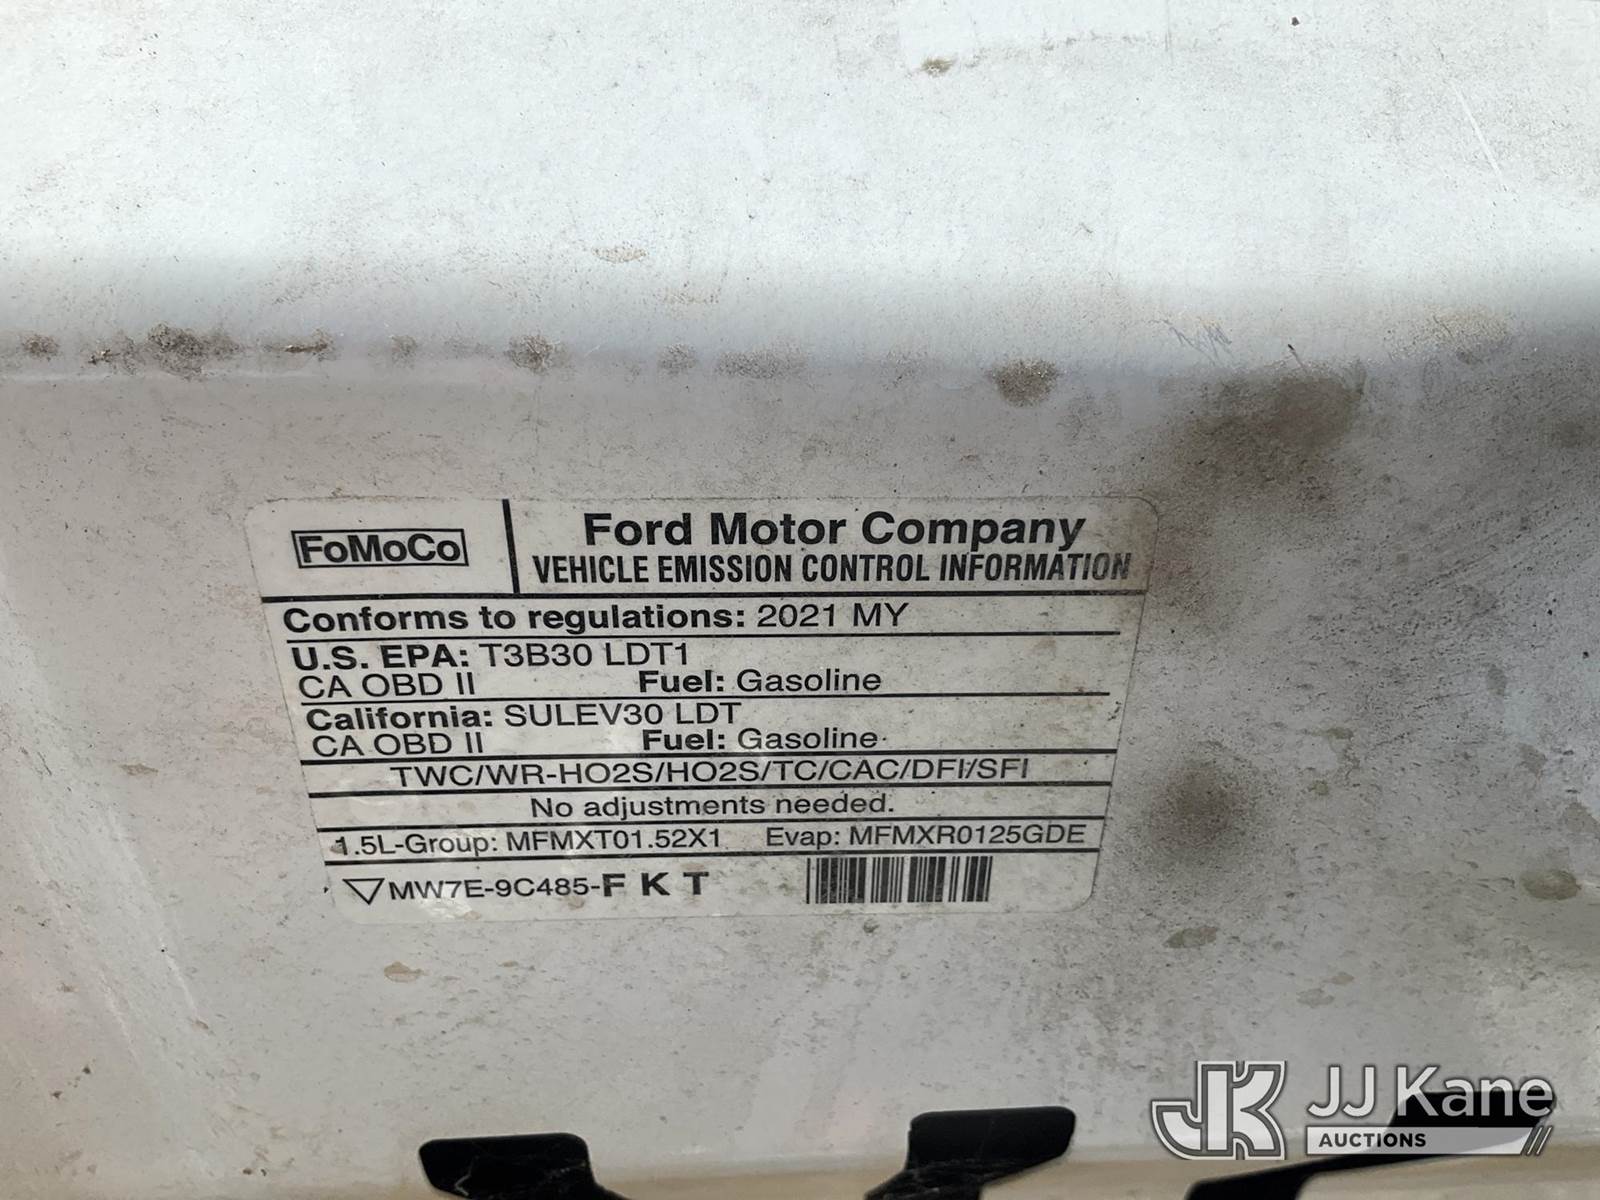 FoMoCo
Ford Motor Company
VEHICLE EMISSION CONTROL INFORMATION
Conforms to regulations: 2021 MY
U.S. EPA: T3B30 LDT1
CA OBD II Fuel: Gasoline
California: SULEV30 LDT
CA OBD II Fuel: Gasoline
TWC/WR-HO2S/HO2S/TC/CAC/DFI/SFI
No adjustments needed.
1.5L-Group: MFMXT01.52X1 Evap: MFMXR0125GDE
MW7E-9C485-F K T
JK JJ Kane
AUCTIONS